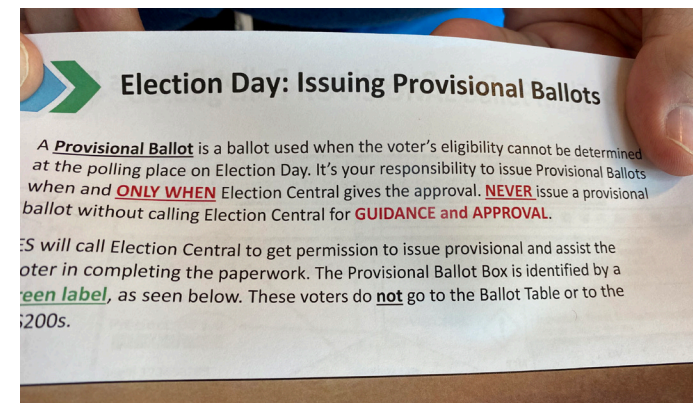 Election Day: Issuing Provisional Ballots
A Provisional Ballot is a ballot used when the voter's eligibility cannot be determined
at the polling place on Election Day. It's your responsibility to issue Provisional Ballots
when and ONLY WHEN Election Central gives the approval. NEVER issue a provisional
ballot without calling Election Central for GUIDANCE and APPROVAL.
ES will call Election Central to get permission to issue provisional and assist the
oter in completing the paperwork. The Provisional Ballot Box is identified by a
een label, as seen below. These voters do not go to the Ballot Table or to the
S200s.